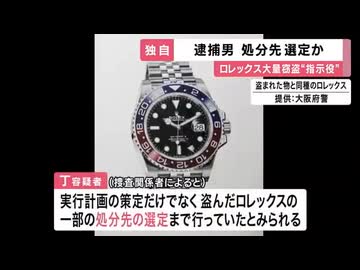 独自
逮捕男 処分先選定か
ロレックス大量窃盗“指示役”
盗まれた物と同種のロレックス
提供：大阪府警
ROLEX
丁容疑者 (捜査関係者によると)
実行計画の策定だけでなく 盗んだロレックスの
一部の処分先の選定まで行っていたとみられる